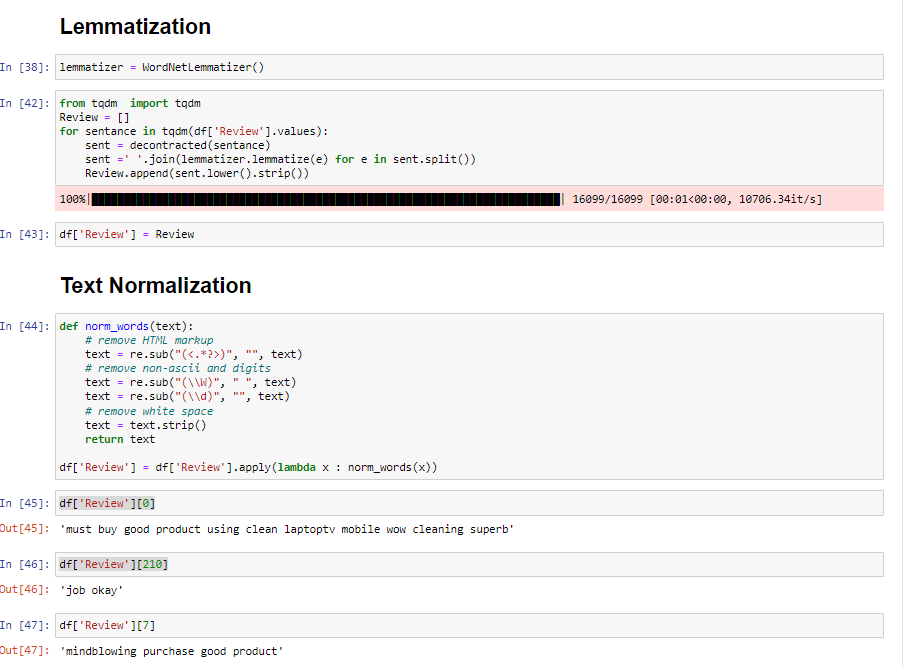 Lemmatization
In [38]: lemmatizer = WordNetLemmatizer()
In [42]: from tqdm  import tqdm
Review = []
for sentance in tqdm(df['Review'].values):
    sent = decontracted(sentance)
    sent =' '.join(lemmatizer.lemmatize(e) for e in sent.split())
    Review.append(sent.lower().strip())
100%| | 16099/16099 [00:01<00:00, 10706.34it/s]
In [43]: df['Review'] = Review
Text Normalization
In [44]: def norm_words(text):
    # remove HTML markup
    text = re.sub("(<.*?>)", "", text)
    # remove non-ascii and digits
    text = re.sub("(\\W)", " ", text)
    text = re.sub("(\\d)", "", text)
    # remove white space
    text = text.strip()
    return text
df['Review'] = df['Review'].apply(lambda x : norm_words(x))
In [45]: df['Review'][0]
Out[45]: 'must buy good product using clean laptoptv mobile wow cleaning superb'
In [46]: df['Review'][210]
Out[46]: 'job okay'
In [47]: df['Review'][7]
Out[47]: 'mindblowing purchase good product'